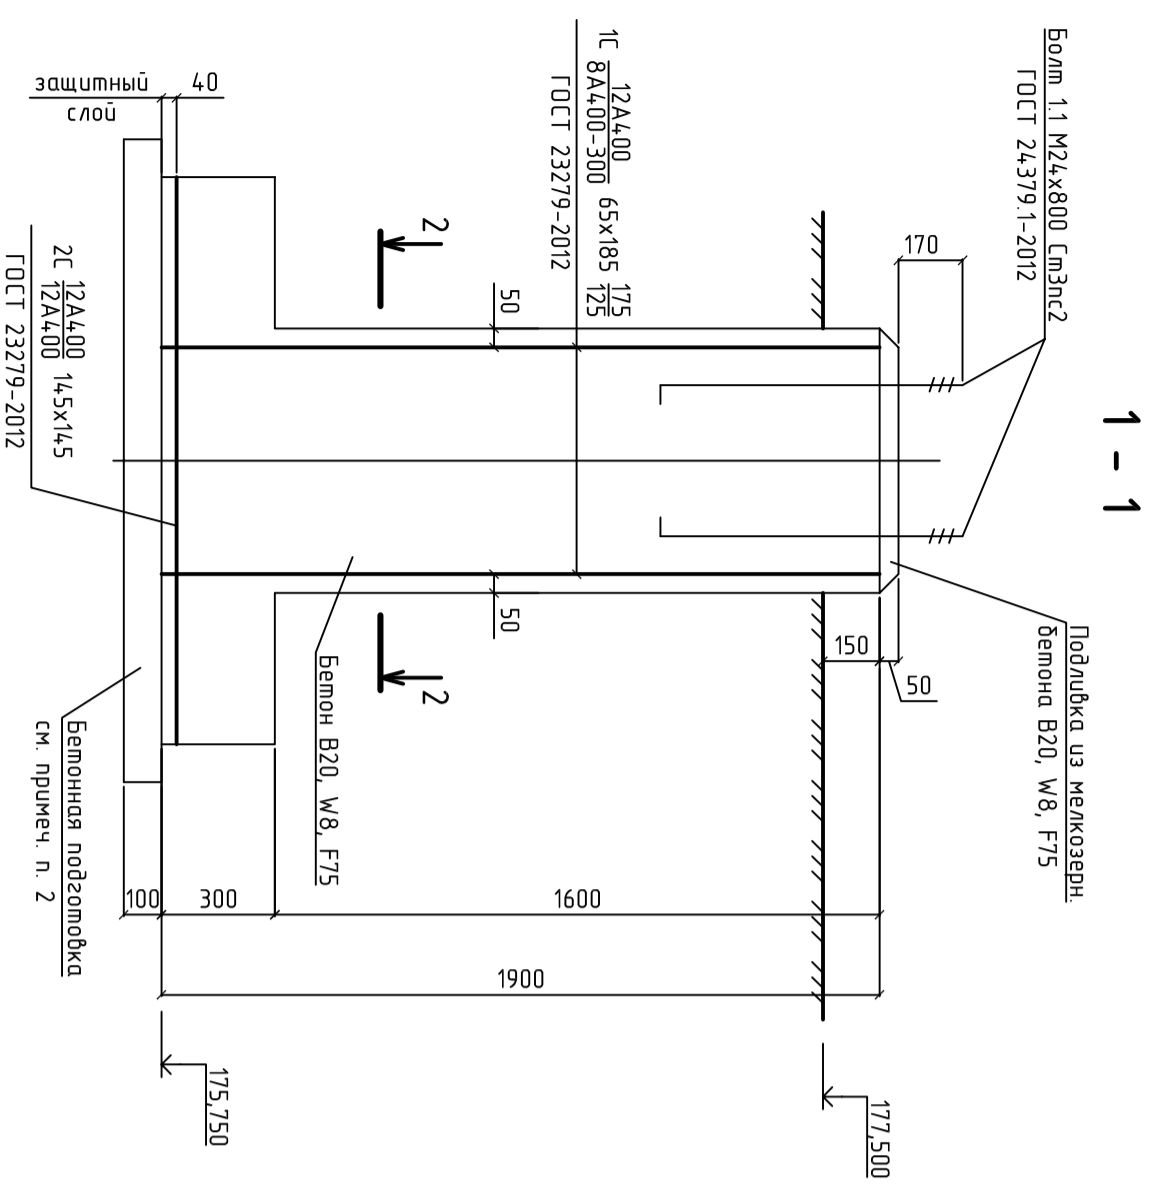 1 - 1
Болт 1.1 М24х800 Ст3пс2
ГОСТ 24379.1-2012
170
Подливка из мелкозерн.
бетона В20, W8, F75
150
50
177,500
12А400
1С 8А400-300 65х185 175
125
ГОСТ 23279-2012
50
50
2
2
Бетон В20, W8, F75
1600
300
100
1900
175,750
40
защитный
слой
12А400
2С 12А400 145х145
ГОСТ 23279-2012
Бетонная подготовка
см. примеч. п. 2